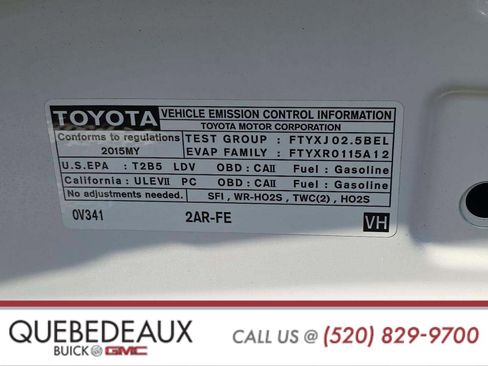 TOYOTA VEHICLE EMISSION CONTROL INFORMATION
TOYOTA MOTOR CORPORATION
Conforms to regulations
2015MY
TEST GROUP : FTYXJ02.5BEL
EVAP FAMILY : FTYXR0115A12
U.S.EPA : T2B5 LDV OBD : CAII Fuel : Gasoline
California : ULEVII PC OBD : CAII Fuel : Gasoline
No adjustments needed. SFI , WR-HO2S , TWC(2) , HO2S
0V341 2AR-FE VH
QUEBEDEAUX
BUICK GMC
CALL US @ (520) 829-9700